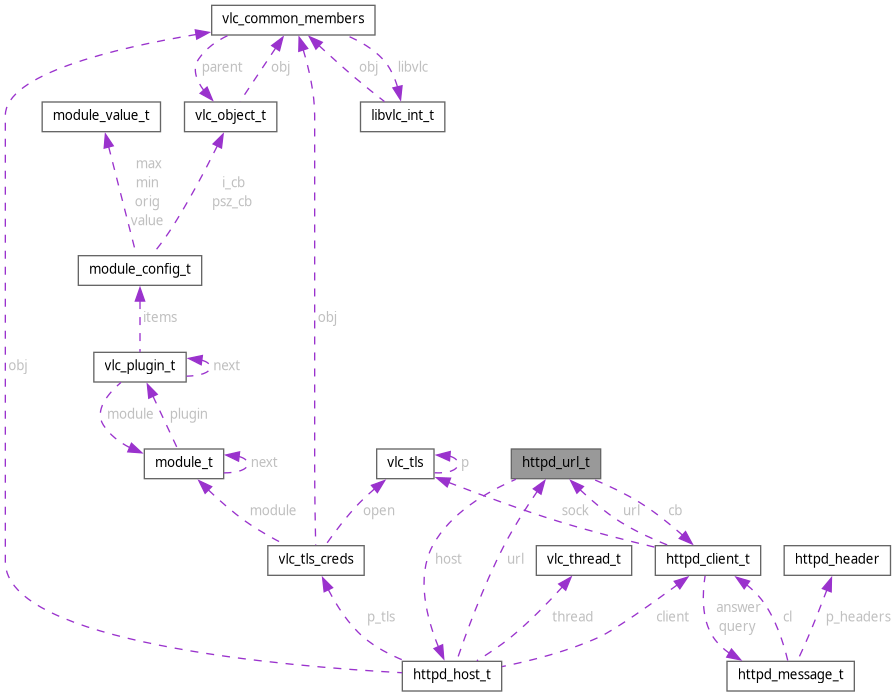 vlc_common_members
parent
obj
obj
libvlc
module_value_t
vlc_object_t
libvlc_int_t
max
min
orig
value
i_cb
psz_cb
module_config_t
items
obj
obj
vlc_plugin_t
next
module
plugin
module_t
next
vlc_tls
p
httpd_url_t
module
open
sock
url
cb
vlc_tls_creds
host
url
vlc_thread_t
httpd_client_t
httpd_header
p_tls
thread
client
answer
query
cl
p_headers
httpd_host_t
httpd_message_t